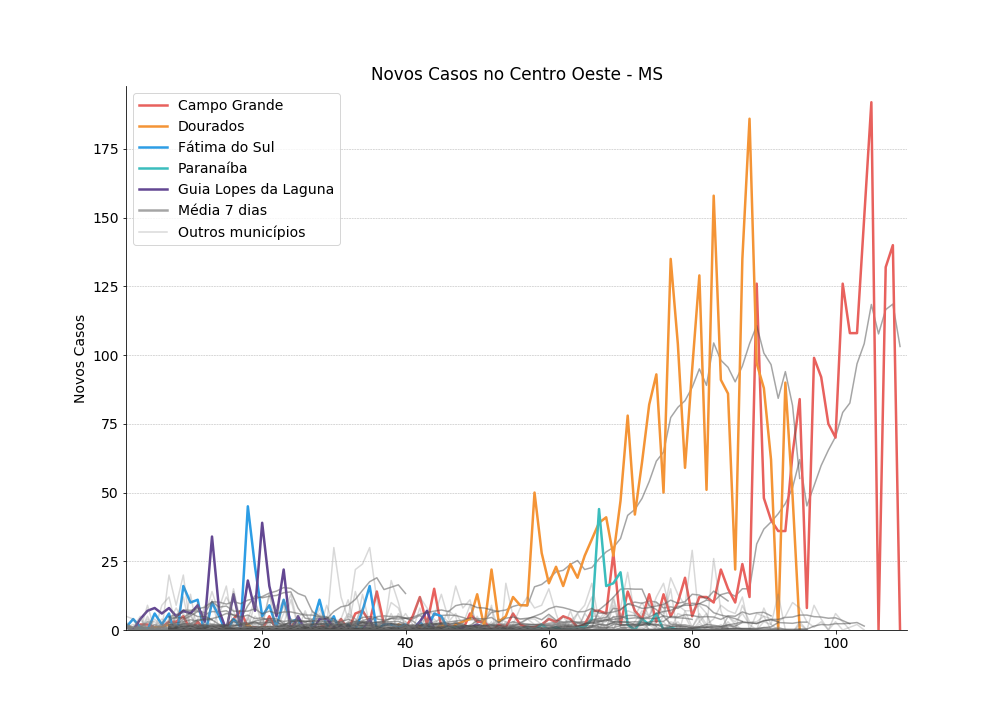 Novos Casos no Centro Oeste - MS
Campo Grande
Dourados
Fátima do Sul
Paranaíba
Guia Lopes da Laguna
Média 7 dias
Outros municípios
175
150
125
100
75
50
25
0
Novos Casos
20
40
60
80
100
Dias após o primeiro confirmado